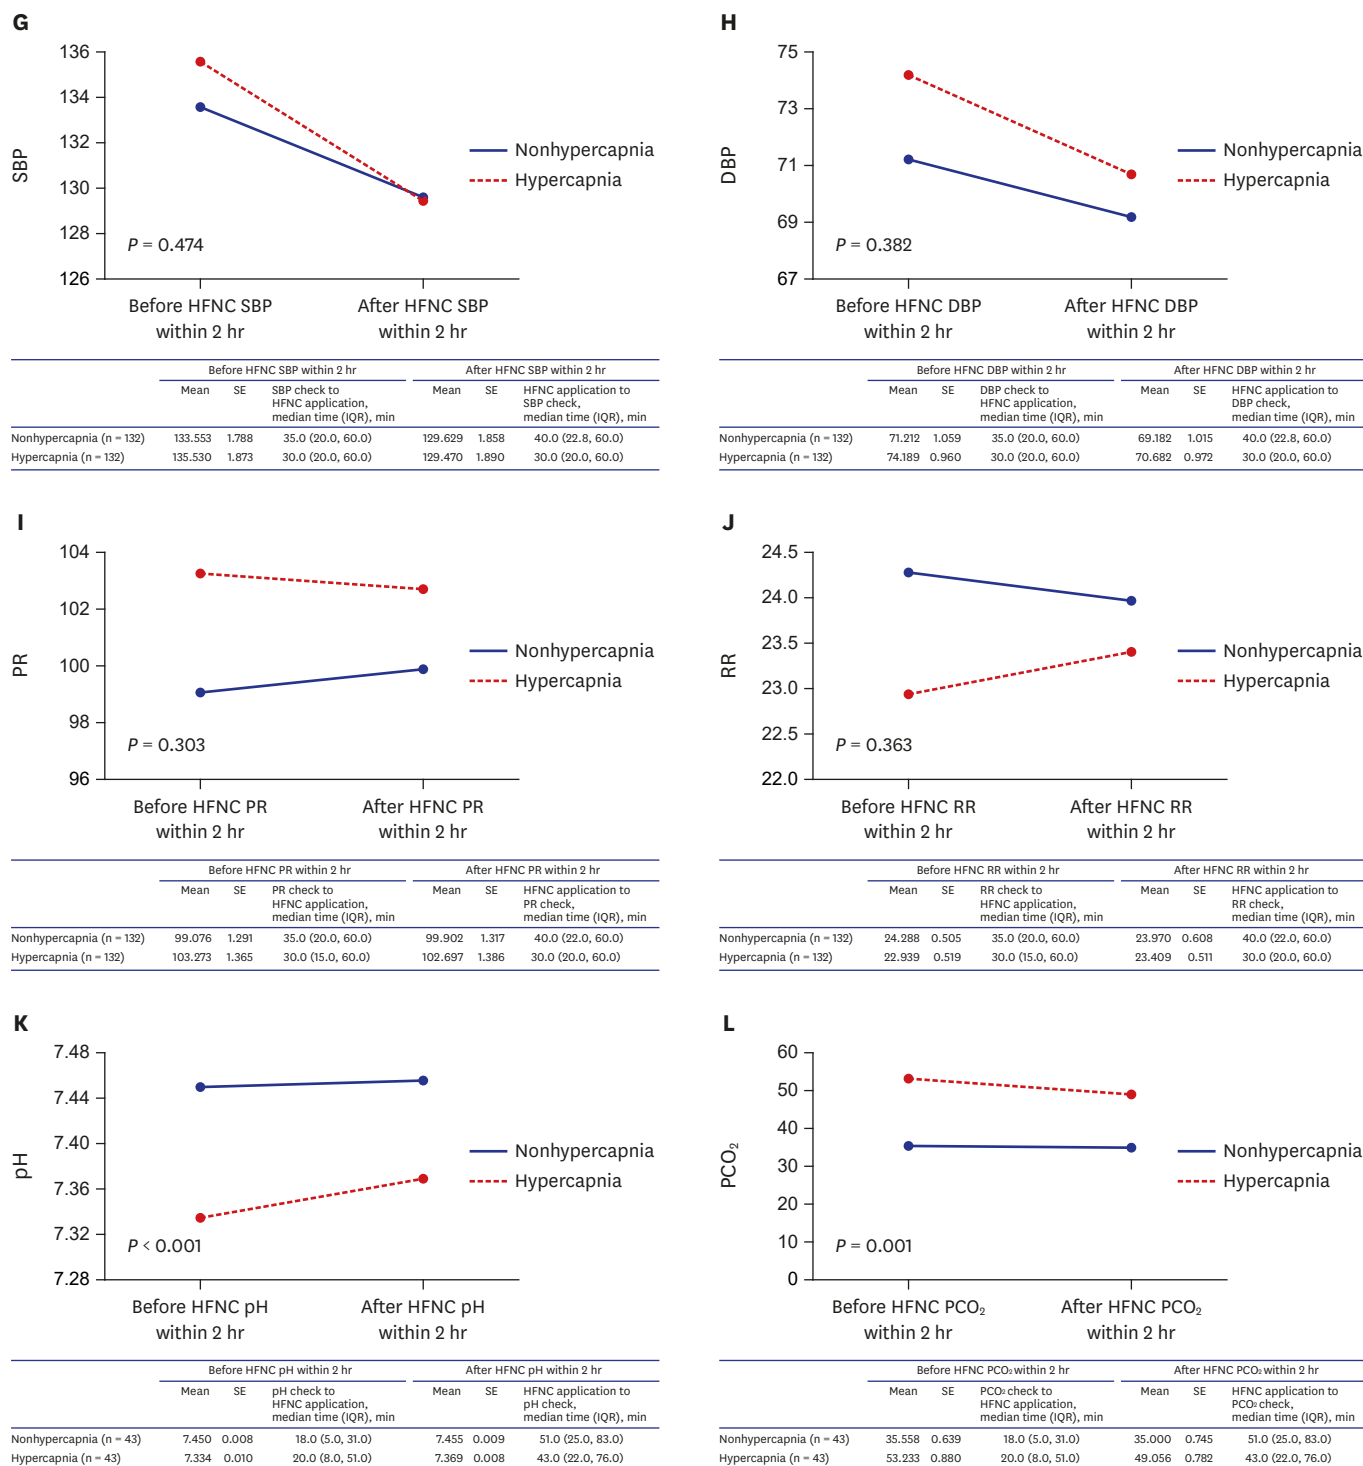 G
136
134
132
130
128
126
SBP
P = 0.474
Nonhypercapnia
Hypercapnia
Before HFNC SBP
within 2 hr
After HFNC SBP
within 2 hr
Before HFNC SBP within 2 hr After HFNC SBP within 2 hr
Mean SE SBP check to Mean SE HFNC application to
HFNC application, SBP check,
median time (IQR), min median time (IQR), min
Nonhypercapnia (n = 132) 133.553 1.788 35.0 (20.0, 60.0) 129.629 1.858 40.0 (22.8, 60.0)
Hypercapnia (n = 132) 135.530 1.873 30.0 (20.0, 60.0) 129.470 1.890 30.0 (20.0, 60.0)
H
75
73
71
69
67
DBP
P = 0.382
Nonhypercapnia
Hypercapnia
Before HFNC DBP
within 2 hr
After HFNC DBP
within 2 hr
Before HFNC DBP within 2 hr After HFNC DBP within 2 hr
Mean SE DBP check to Mean SE HFNC application to
HFNC application, DBP check,
median time (IQR), min median time (IQR), min
Nonhypercapnia (n = 132) 71.212 1.059 35.0 (20.0, 60.0) 69.182 1.015 40.0 (22.8, 60.0)
Hypercapnia (n = 132) 74.189 0.960 30.0 (20.0, 60.0) 70.682 0.972 30.0 (20.0, 60.0)
I
104
102
100
98
96
PR
P = 0.303
Nonhypercapnia
Hypercapnia
Before HFNC PR
within 2 hr
After HFNC PR
within 2 hr
Before HFNC PR within 2 hr After HFNC PR within 2 hr
Mean SE PR check to Mean SE HFNC application to
HFNC application, PR check,
median time (IQR), min median time (IQR), min
Nonhypercapnia (n = 132) 99.076 1.291 35.0 (20.0, 60.0) 99.902 1.317 40.0 (22.0, 60.0)
Hypercapnia (n = 132) 103.273 1.365 30.0 (15.0, 60.0) 102.697 1.386 30.0 (20.0, 60.0)
J
24.5
24.0
23.5
23.0
22.5
22.0
RR
P = 0.363
Nonhypercapnia
Hypercapnia
Before HFNC RR
within 2 hr
After HFNC RR
within 2 hr
Before HFNC RR within 2 hr After HFNC RR within 2 hr
Mean SE RR check to Mean SE HFNC application to
HFNC application, RR check,
median time (IQR), min median time (IQR), min
Nonhypercapnia (n = 132) 24.288 0.505 35.0 (20.0, 60.0) 23.970 0.608 40.0 (22.0, 60.0)
Hypercapnia (n = 132) 22.939 0.519 30.0 (15.0, 60.0) 23.409 0.511 30.0 (20.0, 60.0)
K
7.48
7.44
7.40
7.36
7.32
7.28
pH
P < 0.001
Nonhypercapnia
Hypercapnia
Before HFNC pH
within 2 hr
After HFNC pH
within 2 hr
Before HFNC pH within 2 hr After HFNC pH within 2 hr
Mean SE pH check to Mean SE HFNC application to
HFNC application, pH check,
median time (IQR), min median time (IQR), min
Nonhypercapnia (n = 43) 7.450 0.008 18.0 (5.0, 31.0) 7.455 0.009 51.0 (25.0, 83.0)
Hypercapnia (n = 43) 7.334 0.010 20.0 (8.0, 51.0) 7.369 0.008 43.0 (22.0, 76.0)
L
60
50
40
30
20
10
0
PCO₂
P = 0.001
Nonhypercapnia
Hypercapnia
Before HFNC PCO₂
within 2 hr
After HFNC PCO₂
within 2 hr
Before HFNC PCO₂ within 2 hr After HFNC PCO₂ within 2 hr
Mean SE PCO₂ check to Mean SE HFNC application to
HFNC application, PCO₂ check,
median time (IQR), min median time (IQR), min
Nonhypercapnia (n = 43) 35.558 0.639 18.0 (5.0, 31.0) 35.000 0.745 51.0 (25.0, 83.0)
Hypercapnia (n = 43) 53.233 0.880 20.0 (8.0, 51.0) 49.056 0.782 43.0 (22.0, 76.0)